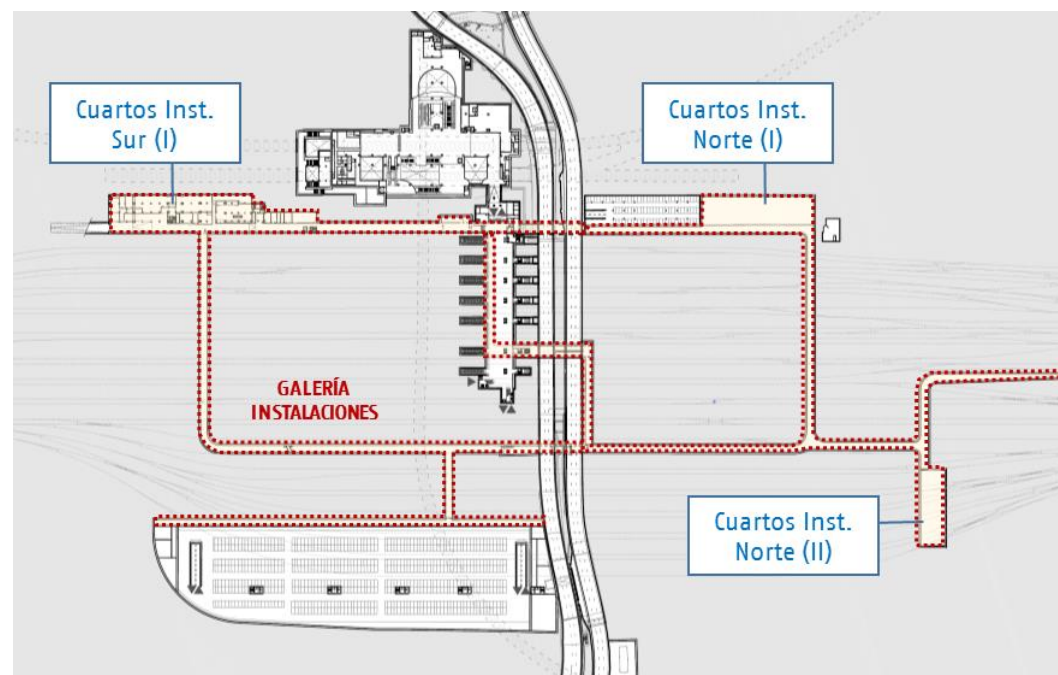 Cuartos Inst.
Sur (I)
Cuartos Inst.
Norte (I)
GALERÍA
INSTALACIONES
Cuartos Inst.
Norte (II)